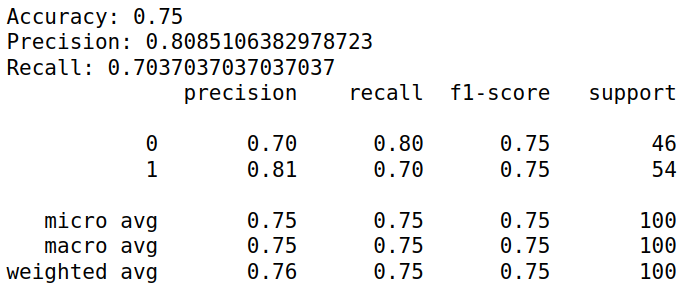 Accuracy: 0.75
Precision: 0.8085106382978723
Recall: 0.7037037037037037
precision recall f1-score support
0 0.70 0.80 0.75 46
1 0.81 0.70 0.75 54
micro avg 0.75 0.75 0.75 100
macro avg 0.75 0.75 0.75 100
weighted avg 0.76 0.75 0.75 100